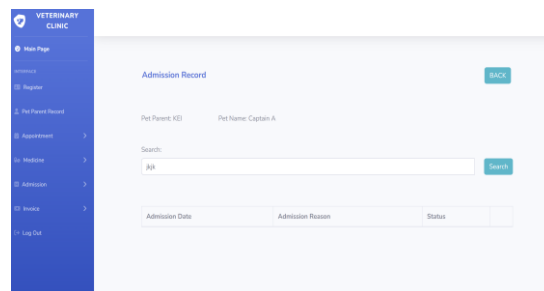 VETERINARY
CLINIC
Main Page
INTERFACE
Register
Pet Parent Record
Appointment
Medicine
Admission
Invoice
Log Out
Admission Record
BACK
Pet Parent: KEI Pet Name: Captain A
Search:
jkjk
Search
Admission Date Admission Reason Status